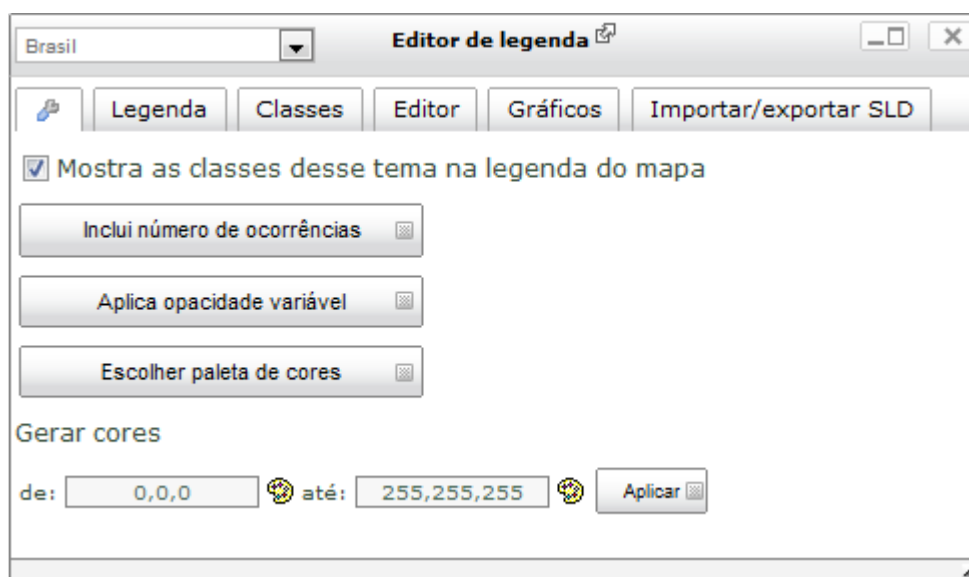 Brasil
Editor de legenda
Legenda
Classes
Editor
Gráficos
Importar/exportar SLD
Mostra as classes desse tema na legenda do mapa
Inclui número de ocorrências
Aplica opacidade variável
Escolher paleta de cores
Gerar cores
de: 0,0,0 até: 255,255,255 Aplicar